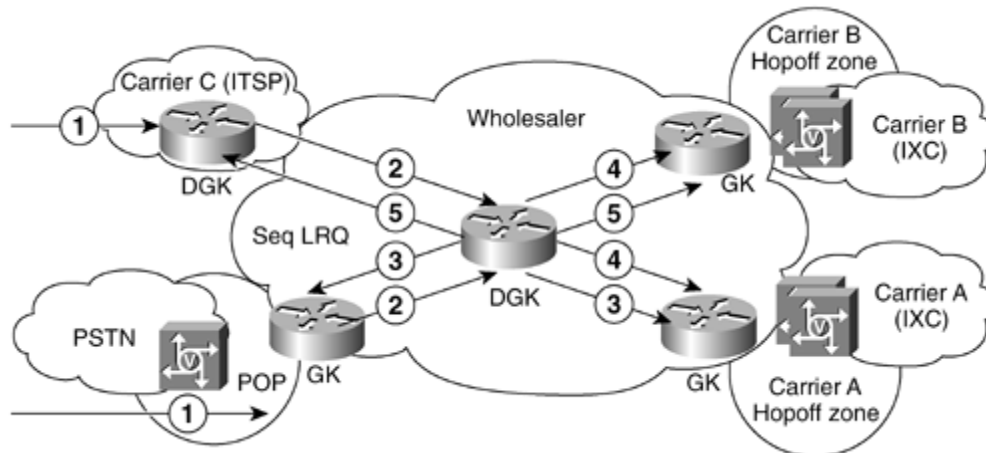 Carrier B
Hopoff zone
Carrier C (ITSP)
1
Wholesaler
V
Carrier B
(IXC)
2
4
DGK
GK
5
5
Seq LRQ
3
4
DGK
2
3
Carrier A
(IXC)
PSTN
V
V
GK
POP
GK
1
Carrier A
Hopoff zone